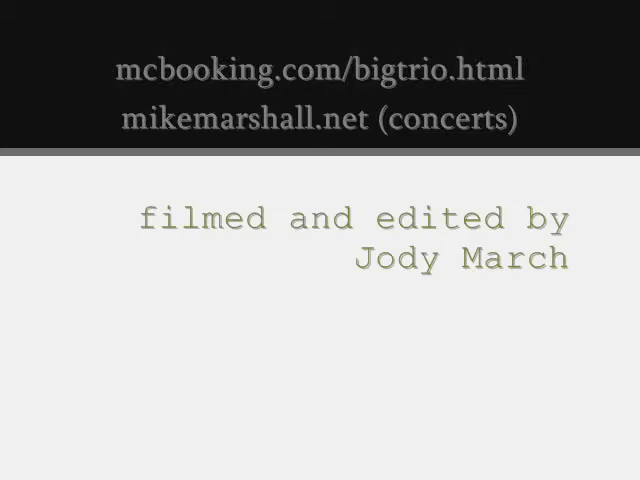 mcbooking.com/bigtrio.html
mikemarshall.net (concerts)
filmed and edited by
Jody March